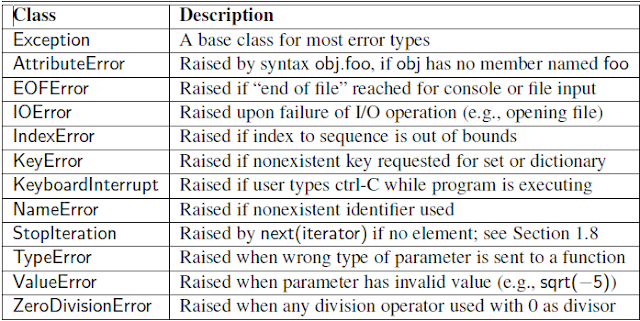 Class Description
Exception A base class for most error types
AttributeError Raised by syntax obj.foo, if obj has no member named foo
EOFError Raised if “end of file” reached for console or file input
IOError Raised upon failure of I/O operation (e.g., opening file)
IndexError Raised if index to sequence is out of bounds
KeyError Raised if nonexistent key requested for set or dictionary
KeyboardInterrupt Raised if user types ctrl-C while program is executing
NameError Raised if nonexistent identifier used
StopIteration Raised by next(iterator) if no element; see Section 1.8
TypeError Raised when wrong type of parameter is sent to a function
ValueError Raised when parameter has invalid value (e.g., sqrt(−5))
ZeroDivisionError Raised when any division operator used with 0 as divisor